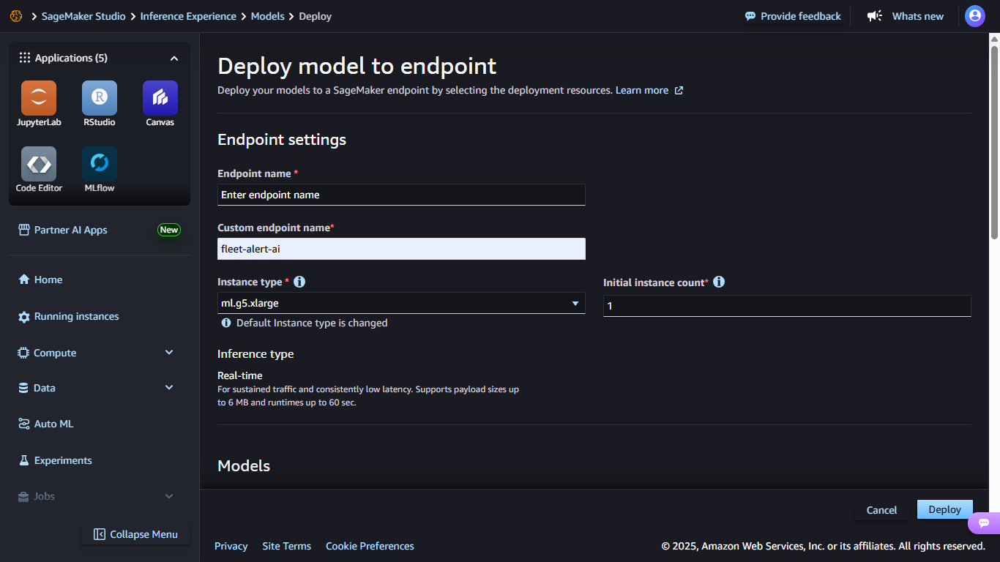 SageMaker Studio > Inference Experience > Models > Deploy
Provide feedback
Whats new
Applications (5)
JupyterLab
R
RStudio
Canvas
Code Editor
MLflow
Partner AI Apps
New
Home
Running instances
Compute
Data
Auto ML
Experiments
Jobs
Collapse Menu
Deploy model to endpoint
Deploy your models to a SageMaker endpoint by selecting the deployment resources. Learn more
Endpoint settings
Endpoint name *
Enter endpoint name
Custom endpoint name*
fleet-alert-ai
Instance type *
ml.g5.xlarge
Default Instance type is changed
Initial instance count*
1
Inference type
Real-time
For sustained traffic and consistently low latency. Supports payload sizes up
to 6 MB and runtimes up to 60 sec.
Models
Cancel
Deploy
Privacy
Site Terms
Cookie Preferences
© 2025, Amazon Web Services, Inc. or its affiliates. All rights reserved.